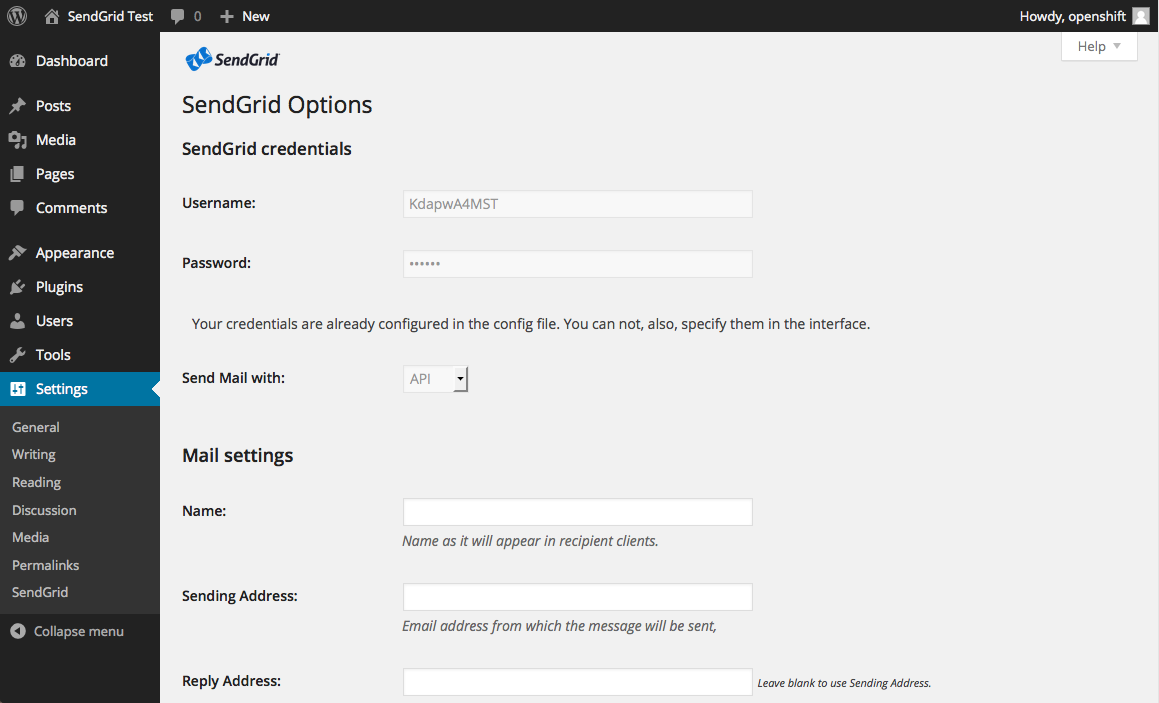 SendGrid Test 0 New Howdy, openshift
Help
Dashboard
Posts
Media
Pages
Comments
Appearance
Plugins
Users
Tools
Settings
General
Writing
Reading
Discussion
Media
Permalinks
SendGrid
Collapse menu
SendGrid
SendGrid Options
SendGrid credentials
Username: KdapwA4MST
Password: ••••••
Your credentials are already configured in the config file. You can not, also, specify them in the interface.
Send Mail with: API
Mail settings
Name:
Name as it will appear in recipient clients.
Sending Address:
Email address from which the message will be sent,
Reply Address: Leave blank to use Sending Address.